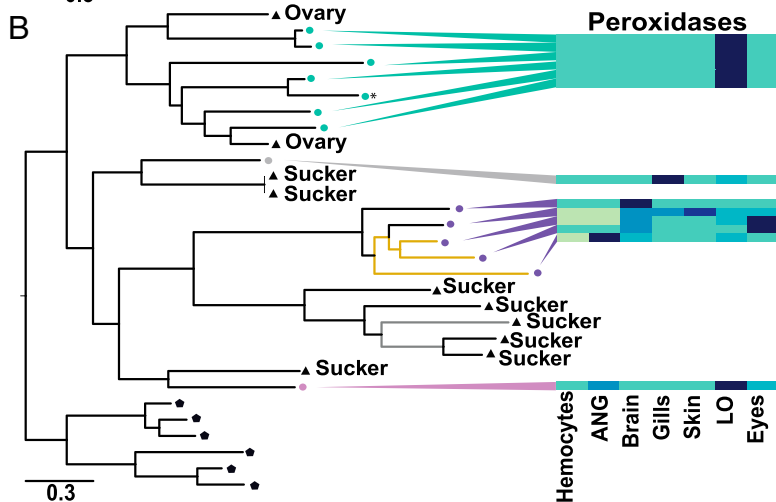 B
Ovary
Peroxidases
*
Ovary
Sucker
Sucker
Sucker
Sucker
Sucker
Sucker
Sucker
Sucker
Hemocytes
ANG
Brain
Gills
Skin
LO
Eyes
0.3